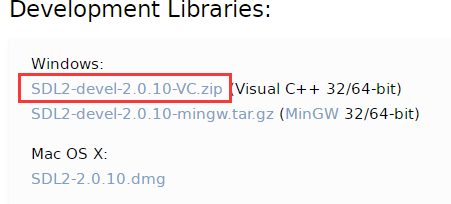 Development Libraries:
Windows:
SDL2-devel-2.0.10-VC.zip (Visual C++ 32/64-bit)
SDL2-devel-2.0.10-mingw.tar.gz (MinGW 32/64-bit)
Mac OS X:
SDL2-2.0.10.dmg